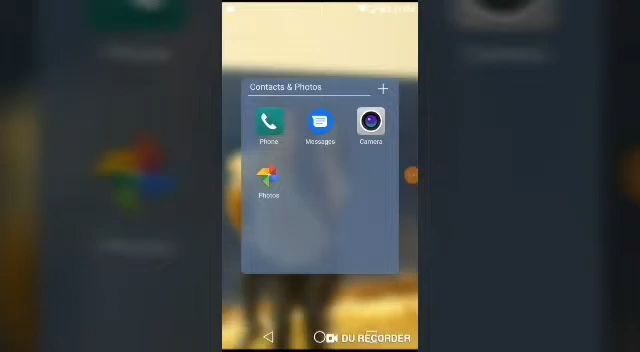 Contacts & Photos
Phone
Messages
Camera
Photos
DU RECORDER